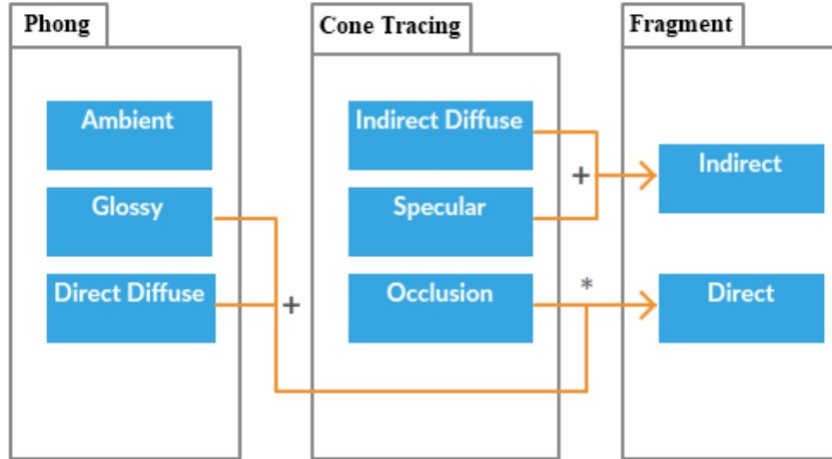 Phong
Cone Tracing
Fragment
Ambient
Glossy
Direct Diffuse
+
Indirect Diffuse
Specular
Occlusion
+
*
Indirect
Direct